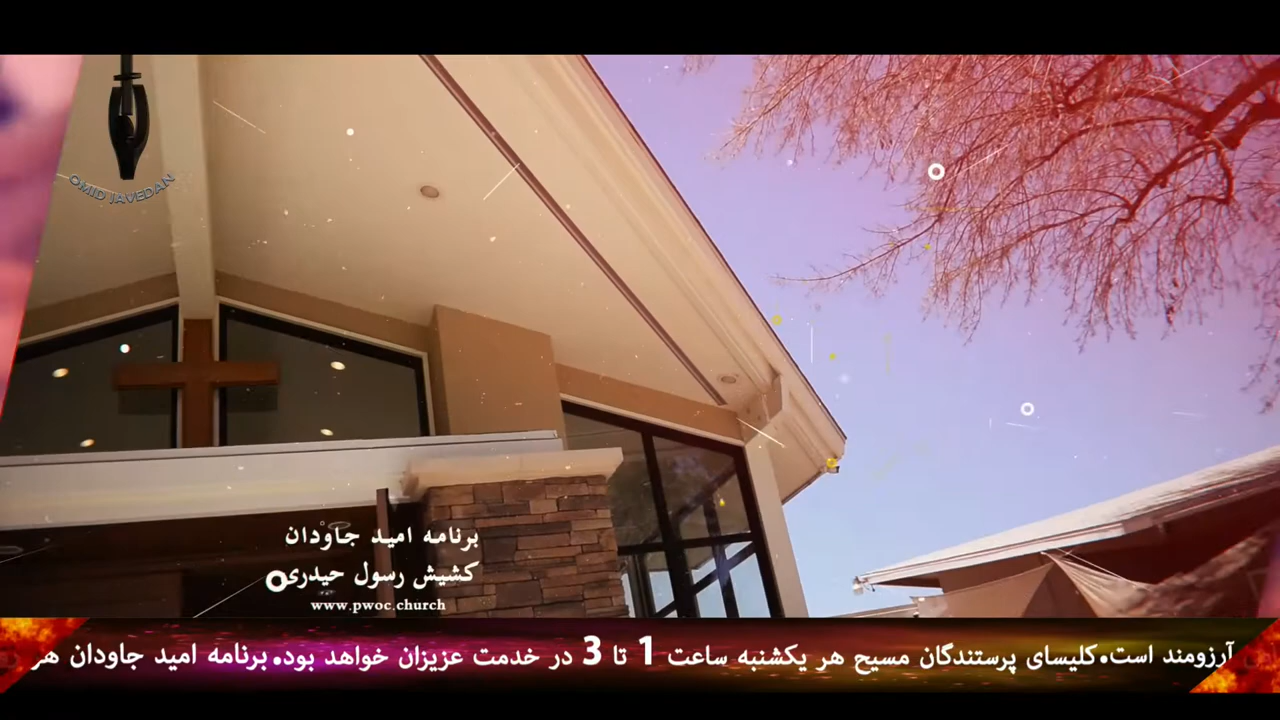 OMID JAVEDAN
برنامه امید جاودان
کشیش رسول حیدری
www.pwoc.church
آرزومند است.کلیسای پرستندگان مسیح هر یکشنبه ساعت 1 تا 3 در خدمت عزیزان خواهد بود.برنامه امید جاودان هر